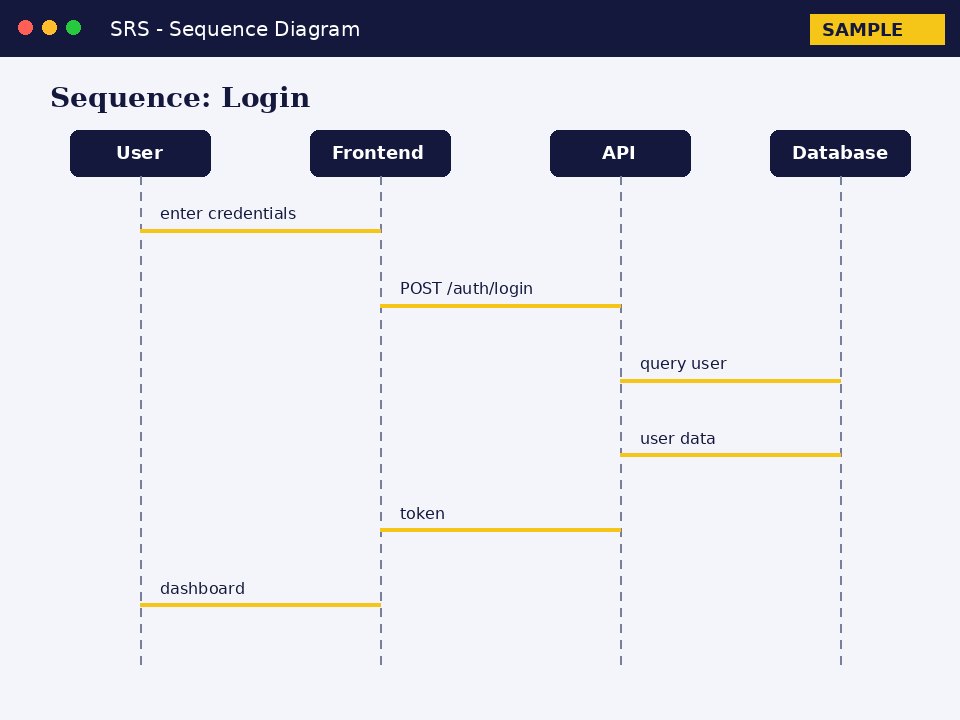 SRS - Sequence Diagram
SAMPLE
Sequence: Login
User
Frontend
API
Database
enter credentials
POST /auth/login
query user
user data
token
dashboard